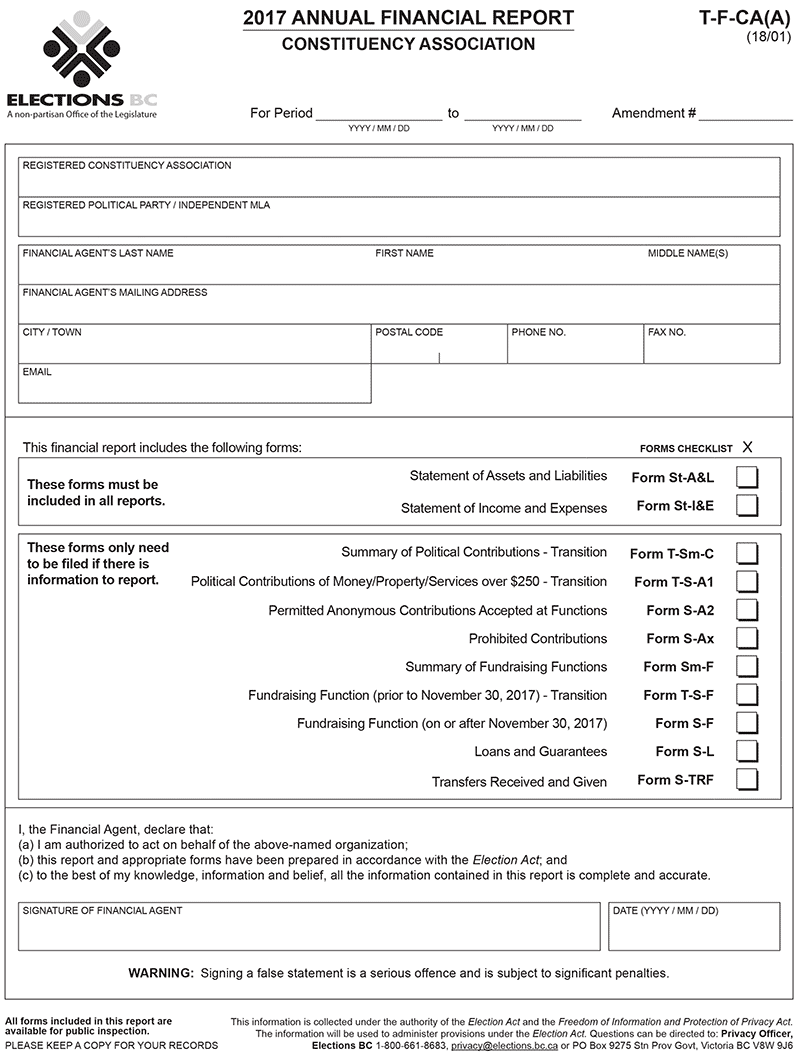 2017 ANNUAL FINANCIAL REPORT
CONSTITUENCY ASSOCIATION
T-F-CA(A)
(18/01)
ELECTIONS BC
A non-partisan Office of the Legislature
For Period ______ to ______ Amendment # ______
YYYY / MM / DD YYYY / MM / DD
REGISTERED CONSTITUENCY ASSOCIATION
REGISTERED POLITICAL PARTY / INDEPENDENT MLA
FINANCIAL AGENT'S LAST NAME FIRST NAME MIDDLE NAME(S)
FINANCIAL AGENT'S MAILING ADDRESS
CITY / TOWN POSTAL CODE PHONE NO. FAX NO.
EMAIL
This financial report includes the following forms: FORMS CHECKLIST X
These forms must be
included in all reports.
Statement of Assets and Liabilities Form St-A&L
Statement of Income and Expenses Form St-I&E
These forms only need
to be filed if there is
information to report.
Summary of Political Contributions - Transition Form T-Sm-C
Political Contributions of Money/Property/Services over $250 - Transition Form T-S-A1
Permitted Anonymous Contributions Accepted at Functions Form S-A2
Prohibited Contributions Form S-Ax
Summary of Fundraising Functions Form Sm-F
Fundraising Function (prior to November 30, 2017) - Transition Form T-S-F
Fundraising Function (on or after November 30, 2017) Form S-F
Loans and Guarantees Form S-L
Transfers Received and Given Form S-TRF
I, the Financial Agent, declare that:
(a) I am authorized to act on behalf of the above-named organization;
(b) this report and appropriate forms have been prepared in accordance with the Election Act; and
(c) to the best of my knowledge, information and belief, all the information contained in this report is complete and accurate.
SIGNATURE OF FINANCIAL AGENT DATE (YYYY / MM / DD)
WARNING: Signing a false statement is a serious offence and is subject to significant penalties.
All forms included in this report are
available for public inspection.
PLEASE KEEP A COPY FOR YOUR RECORDS
This information is collected under the authority of the Election Act and the Freedom of Information and Protection of Privacy Act.
The information will be used to administer provisions under the Election Act. Questions can be directed to: Privacy Officer,
Elections BC 1-800-661-8683, privacy@elections.bc.ca or PO Box 9275 Stn Prov Govt, Victoria BC V8W 9J6